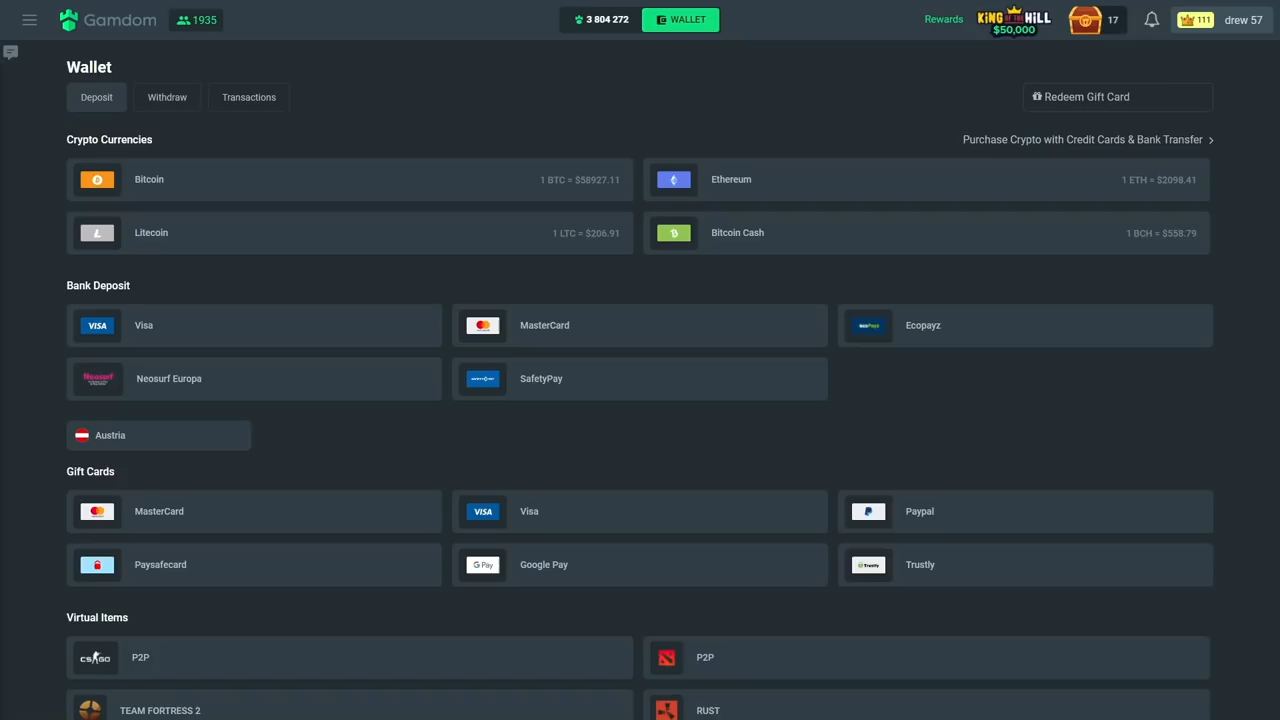 Gamdom
1935
3 804 272
WALLET
Rewards
KING OF THE HILL
$50,000
17
111
drew 57
Wallet
Deposit
Withdraw
Transactions
Redeem Gift Card
Crypto Currencies
Purchase Crypto with Credit Cards & Bank Transfer
Bitcoin
1 BTC = $58927.11
Ethereum
1 ETH = $2098.41
Litecoin
1 LTC = $206.91
Bitcoin Cash
1 BCH = $558.79
Bank Deposit
VISA
Visa
MasterCard
ecoPayz
Ecopayz
Neosurf
Neosurf Europa
SafetyPay
Austria
Gift Cards
MasterCard
VISA
Visa
Paypal
Paysafecard
G Pay
Google Pay
Trustly
Trustly
Virtual Items
CS:GO
P2P
P2P
TEAM FORTRESS 2
RUST